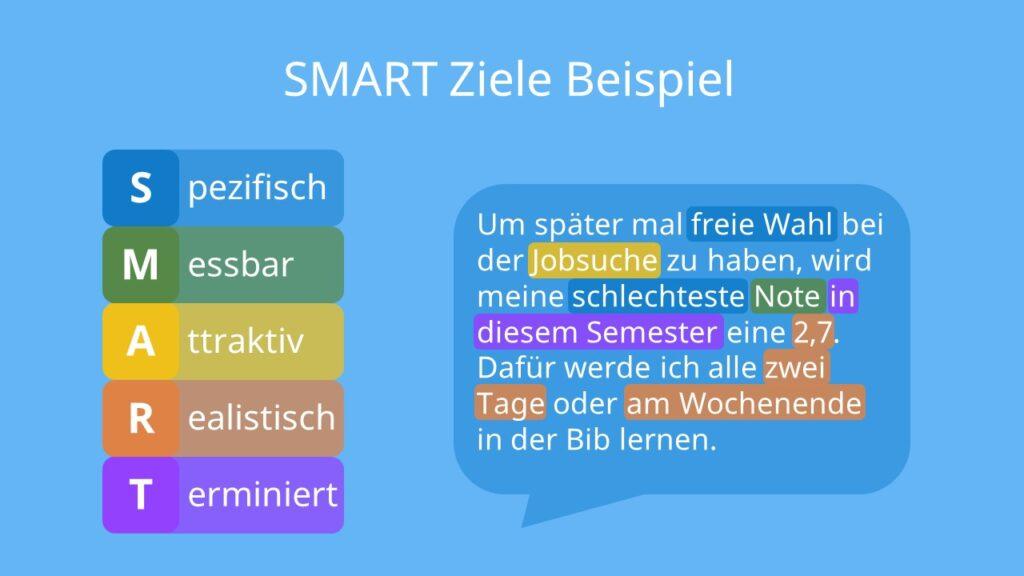 SMART Ziele Beispiel
S pezifisch
M essbar
A ttraktiv
R ealistisch
T erminiert
Um später mal freie Wahl bei
der Jobsuche zu haben, wird
meine schlechteste Note in
diesem Semester eine 2,7.
Dafür werde ich alle zwei
Tage oder am Wochenende
in der Bib lernen.